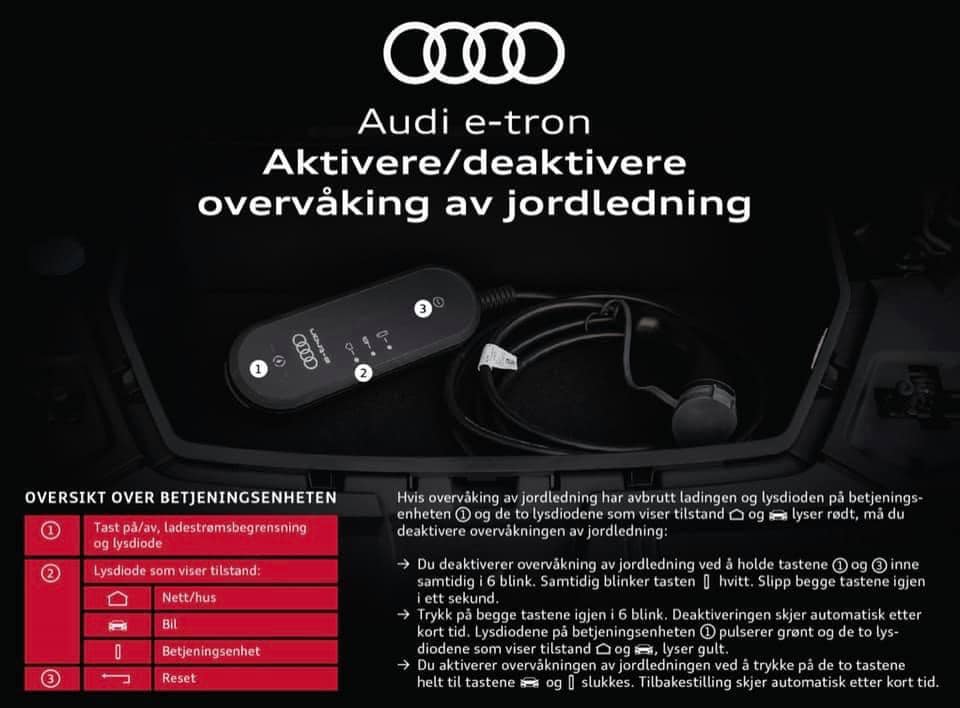 Audi e-tron
Aktivere/deaktivere
overvåking av jordledning
3
1
2
OVERSIKT OVER BETJENINGSENHETEN
1 Tast på/av, ladestrømsbegrensning
og lysdiode
2 Lysdiode som viser tilstand:
Nett/hus
Bil
Betjeningsenhet
3 Reset
Hvis overvåking av jordledning har avbrutt ladingen og lysdioden på betjenings-
enheten 1 og de to lysdiodene som viser tilstand og lyser rødt, må du
deaktivere overvåkningen av jordledning:
→ Du deaktiverer overvåkning av jordledning ved å holde tastene 1 og 3 inne
samtidig i 6 blink. Samtidig blinker tasten hvitt. Slipp begge tastene igjen
i ett sekund.
→ Trykk på begge tastene igjen i 6 blink. Deaktiveringen skjer automatisk etter
kort tid. Lysdiodene på betjeningsenheten 1 pulserer grønt og de to lys-
diodene som viser tilstand og , lyser gult.
→ Du aktiverer overvåkningen av jordledningen ved å trykke på de to tastene
helt til tastene og slukkes. Tilbakestilling skjer automatisk etter kort tid.